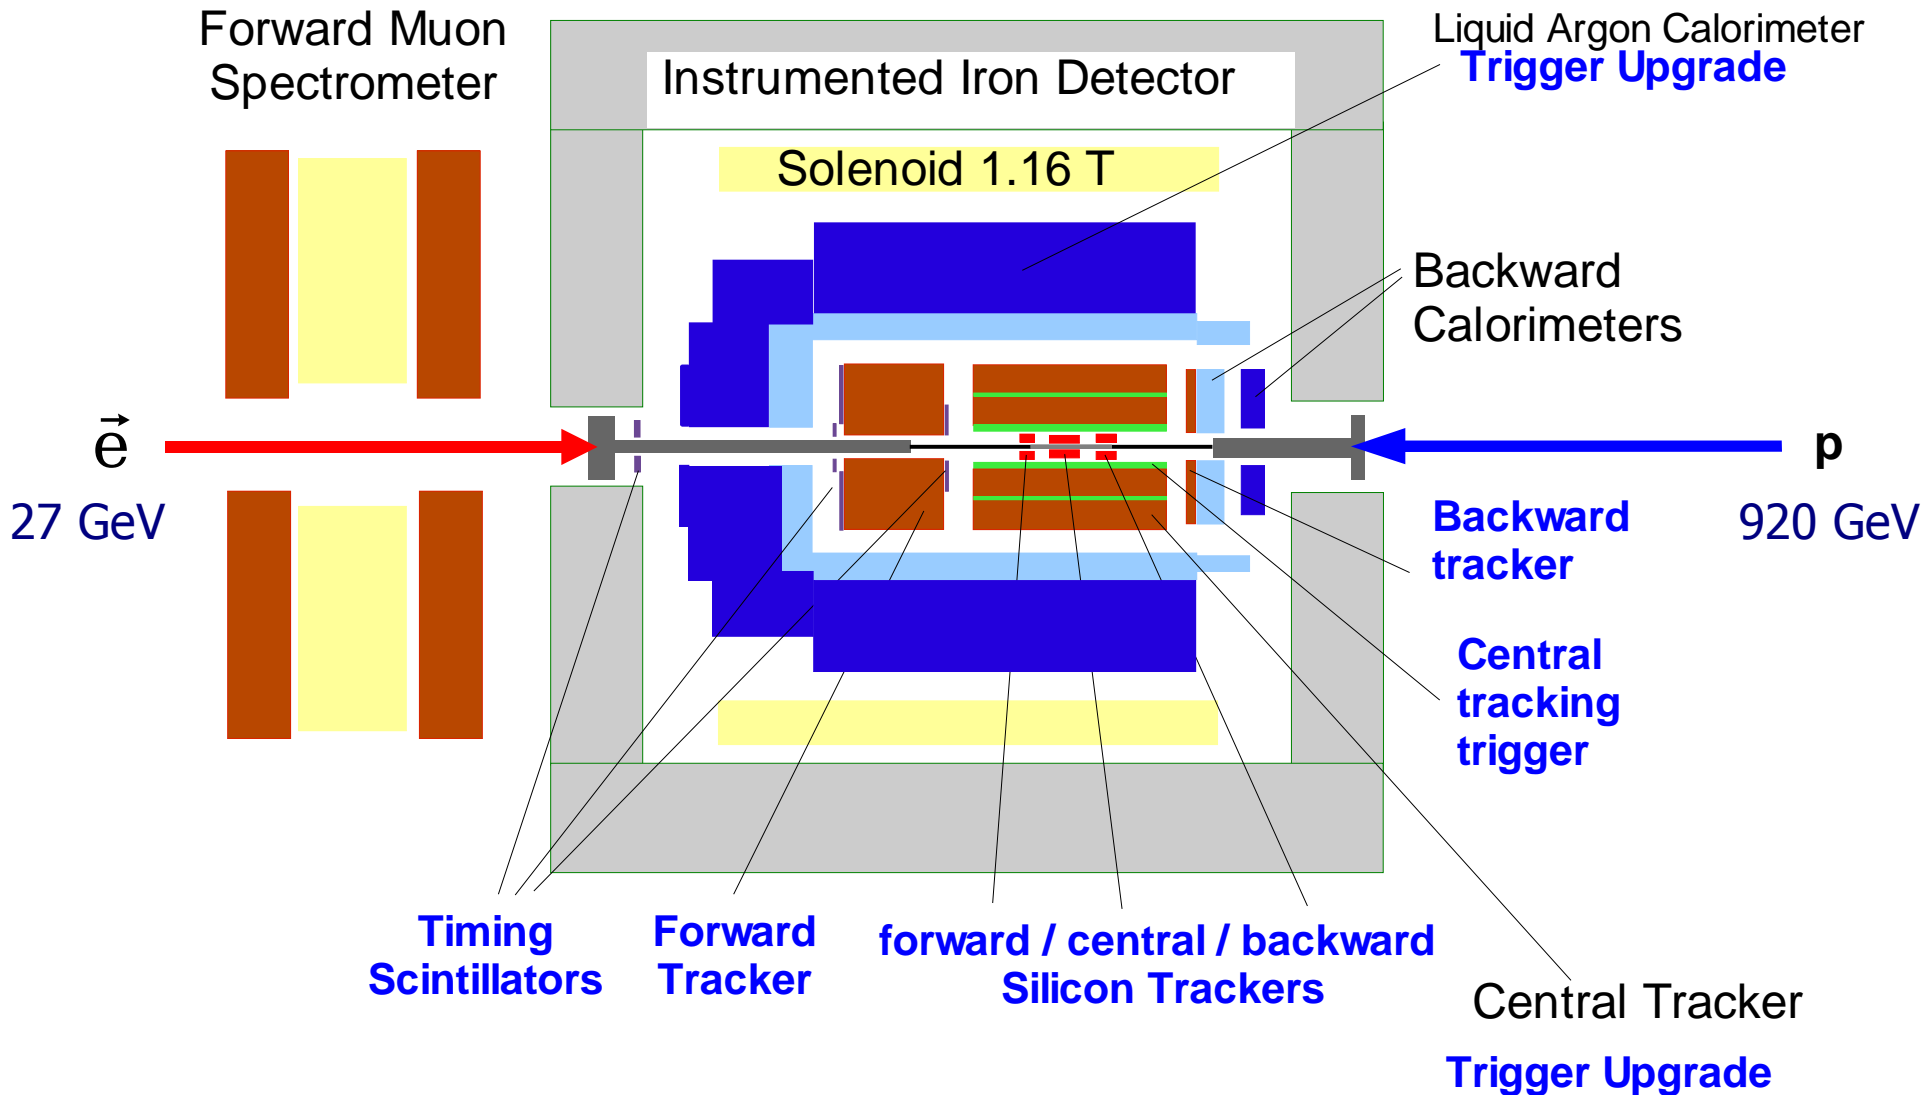 Forward Muon
Spectrometer
Instrumented Iron Detector
Liquid Argon Calorimeter
Trigger Upgrade
Solenoid 1.16 T
Backward
Calorimeters
e
27 GeV
p
920 GeV
Backward
tracker
Central
tracking
trigger
Timing
Scintillators
Forward
Tracker
forward / central / backward
Silicon Trackers
Central Tracker
Trigger Upgrade